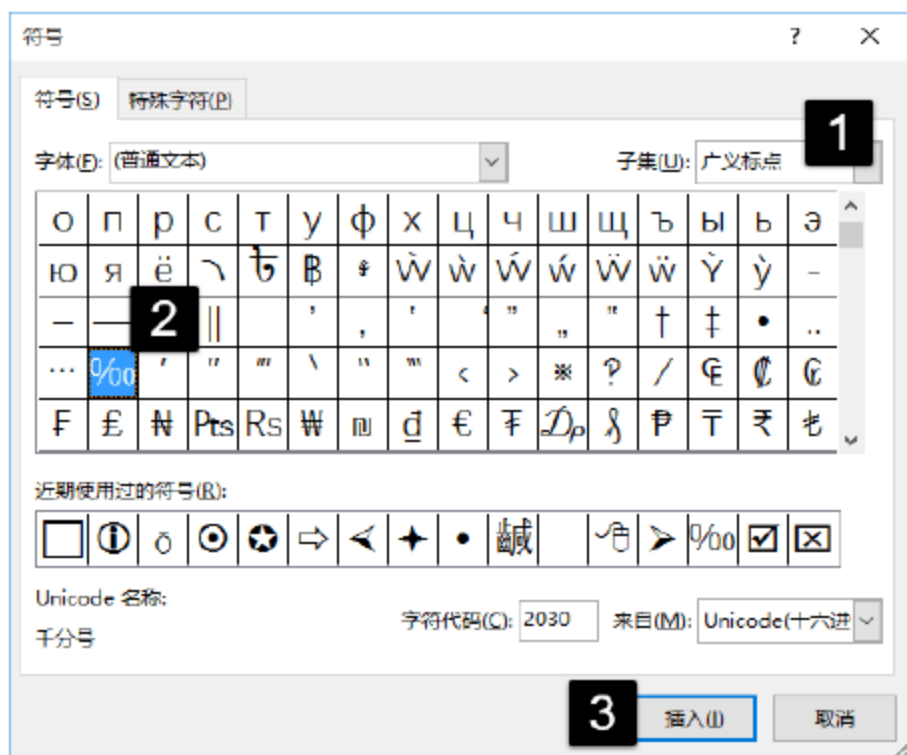 符号 ? ×
符号(S) 特殊字符(P)
1
字体(F): (普通文本) 子集(U): 广义标点
о п р с т у ф х ц ч ш щ ъ ы ь э
ю я ё ৲ ৳ ฿ Ẁ ẁ Ẃ ẃ Ẅ ẅ Ỳ ỳ ‐
– — 2 ‖ ’ ‚ ‛ ” „ ‟ † ‡ • ‥
… ‰ ′ ″ ‴ ‵ ‶ ‷ ‹ › ※ ‽ ⁄ ₠ ₡ ₢
₣ ₤ ₦ ₧ ₨ ₩ ₪ ₫ € ₮ ₯ ₰ ₱ ₸ ₹ ₺
近期使用过的符号(R):
□ õ ⊙ ✪ ⇨ ⮜ ✦ • 鹹 🖰 ➢ ‰ ☑ ☒
Unicode 名称:
千分号
字符代码(C): 2030 来自(M): Unicode(十六进
3 插入(I) 取消